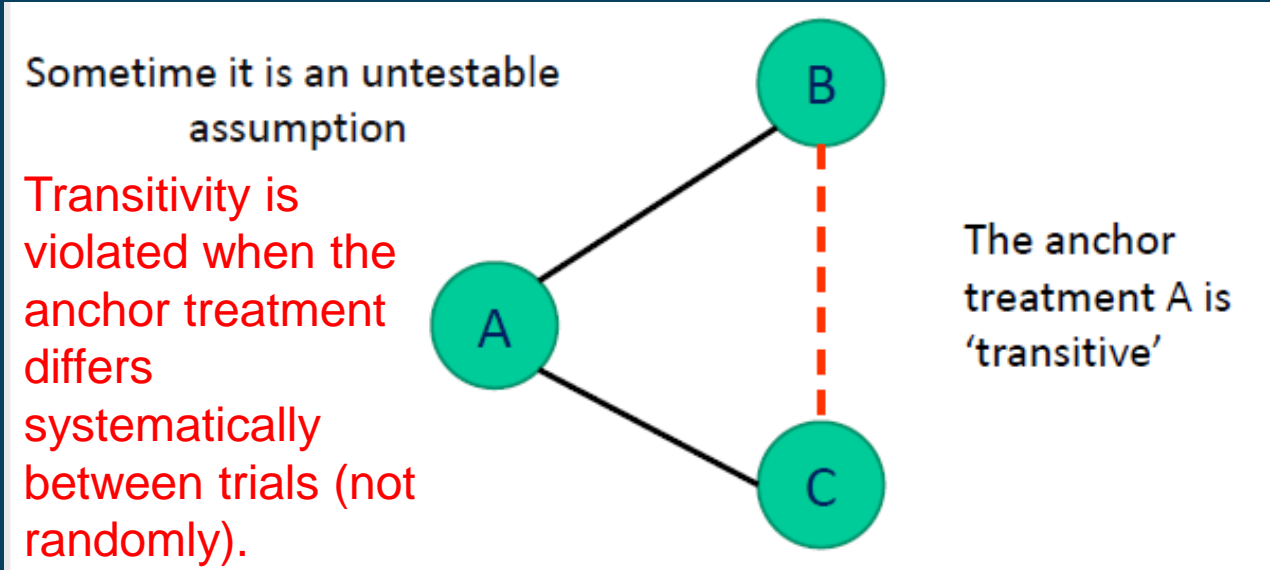 Sometime it is an untestable
assumption
Transitivity is
violated when the
anchor treatment
differs
systematically
between trials (not
randomly).
A
B
C
The anchor
treatment A is
‘transitive’